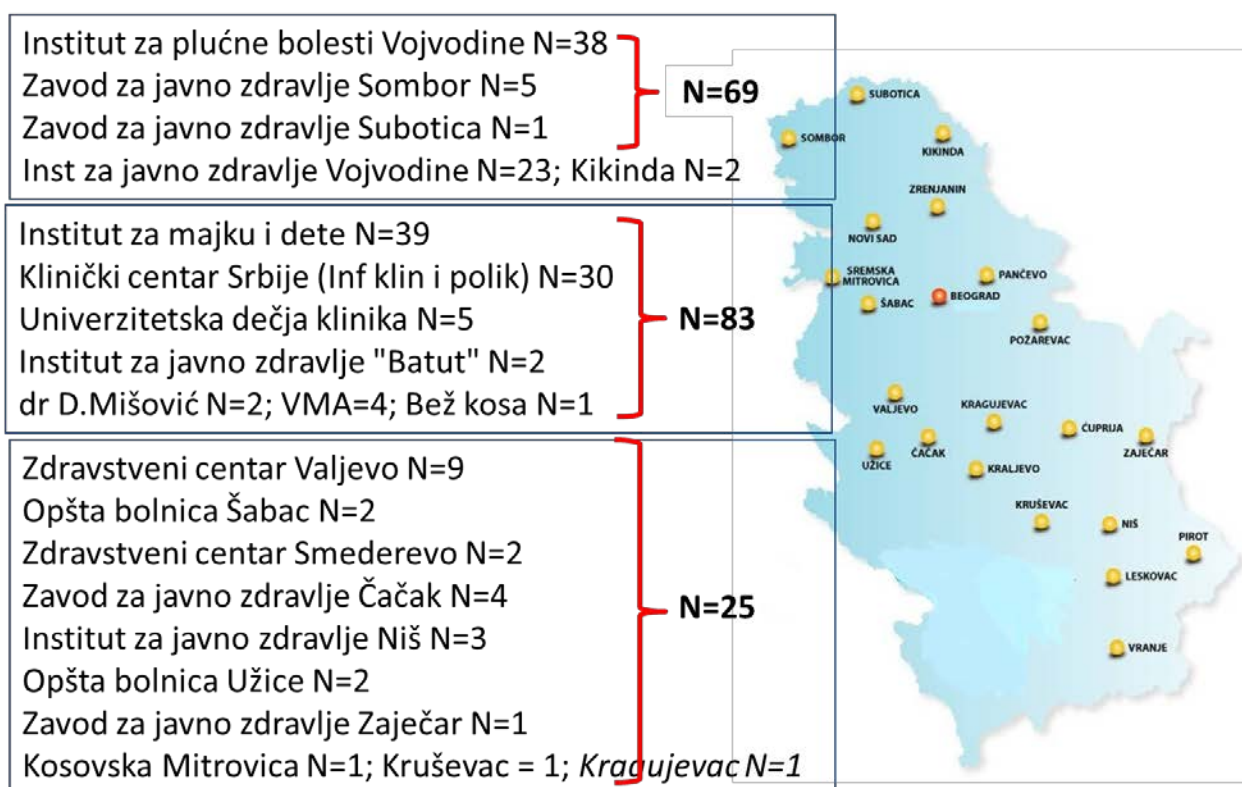 Institut za plućne bolesti Vojvodine N=38
Zavod za javno zdravlje Sombor N=5
Zavod za javno zdravlje Subotica N=1
Inst za javno zdravlje Vojvodine N=23; Kikinda N=2
N=69
Institut za majku i dete N=39
Klinički centar Srbije (Inf klin i polik) N=30
Univerzitetska dečja klinika N=5
Institut za javno zdravlje "Batut" N=2
dr D.Mišović N=2; VMA=4; Bež kosa N=1
N=83
Zdravstveni centar Valjevo N=9
Opšta bolnica Šabac N=2
Zdravstveni centar Smederevo N=2
Zavod za javno zdravlje Čačak N=4
Institut za javno zdravlje Niš N=3
Opšta bolnica Užice N=2
Zavod za javno zdravlje Zaječar N=1
Kosovska Mitrovica N=1; Kruševac = 1; Kragujevac N=1
N=25
SUBOTICA
SOMBOR
KIKINDA
ZRENJANIN
NOVI SAD
SREMSKA
MITROVICA
PANČEVO
ŠABAC
BEOGRAD
POŽAREVAC
VALJEVO
KRAGUJEVAC
ĆUPRIJA
ČAČAK
ZAJEČAR
UŽICE
KRALJEVO
KRUŠEVAC
NIŠ
PIROT
LESKOVAC
VRANJE